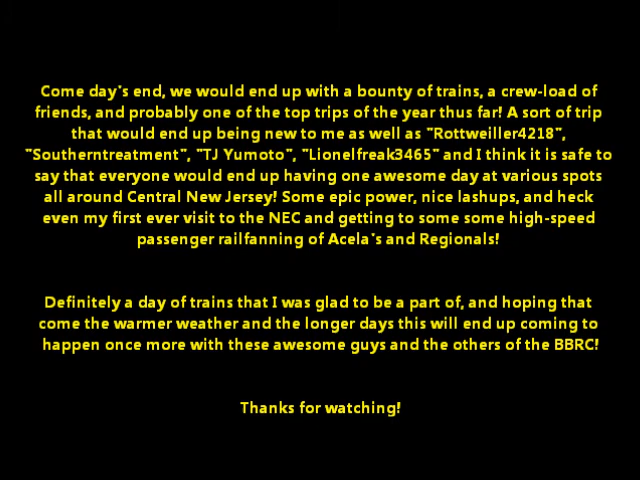 Come day's end, we would end up with a bounty of trains, a crew-load of
friends, and probably one of the top trips of the year thus far! A sort of trip
that would end up being new to me as well as "Rottweiller4218",
"Southerntreatment", "TJ Yumoto", "Lionelfreak3465" and I think it is safe to
say that everyone would end up having one awesome day at various spots
all around Central New Jersey! Some epic power, nice lashups, and heck
even my first ever visit to the NEC and getting to some some high-speed
passenger railfanning of Acela's and Regionals!
Definitely a day of trains that I was glad to be a part of, and hoping that
come the warmer weather and the longer days this will end up coming to
happen once more with these awesome guys and the others of the BBRC!
Thanks for watching!